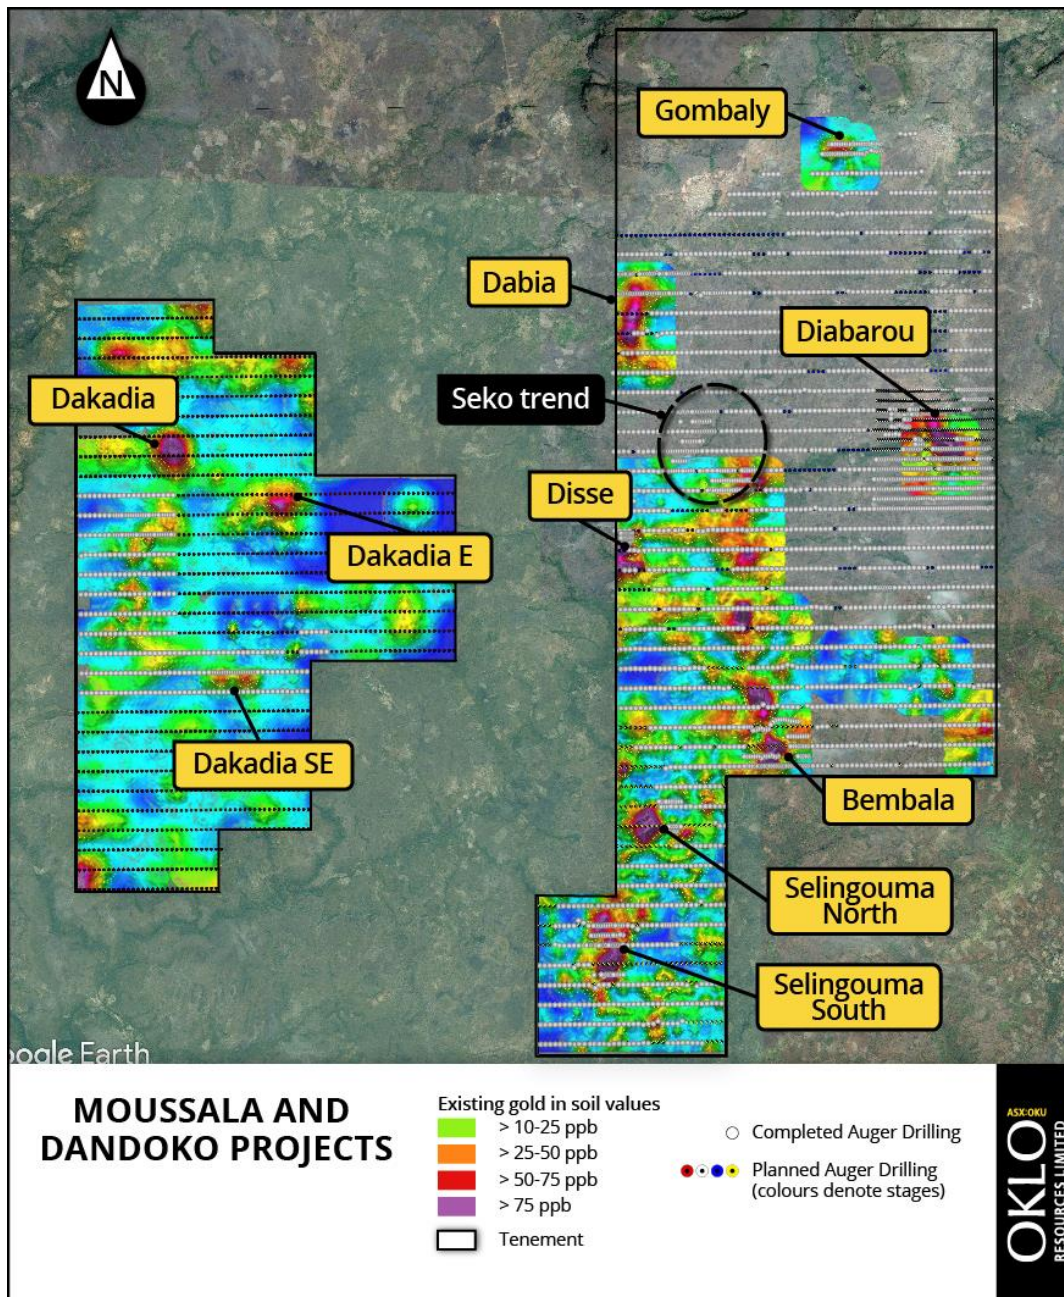 N
Gombaly
Dabia
Diabarou
Dakadia
Seko trend
Disse
Dakadia E
Dakadia SE
Bembala
Selingouma
North
Selingouma
South
oogle Earth
MOUSSALA AND
DANDOKO PROJECTS
Existing gold in soil values
> 10-25 ppb
> 25-50 ppb
> 50-75 ppb
> 75 ppb
Tenement
Completed Auger Drilling
Planned Auger Drilling
(colours denote stages)
ASX:OKU
OKLO
RESOURCES LIMITED